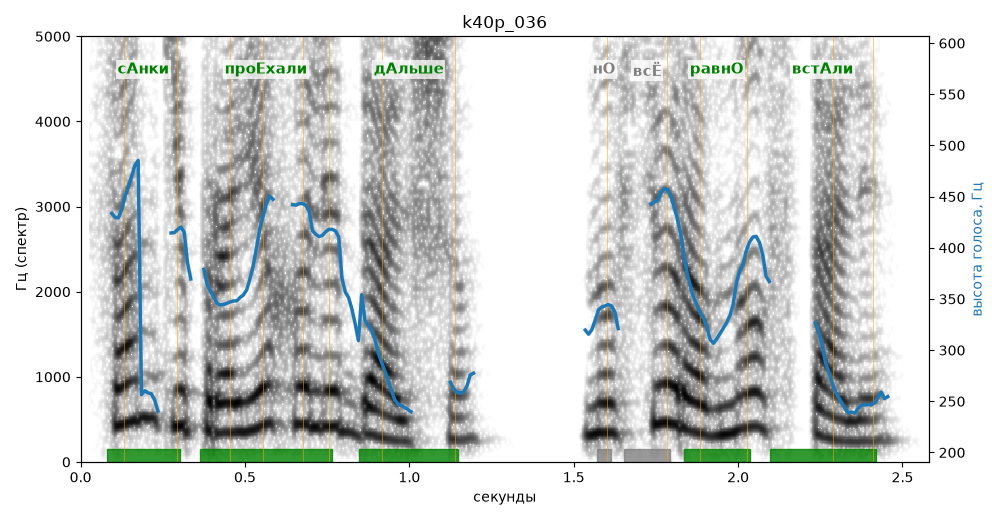 k40p_036
сАнки проЕхали дАльше нО всЁ равнО встАли
Гц (спектр)
5000
4000
3000
2000
1000
0
600
550
500
450
400
350
300
250
200
высота голоса, Гц
0.0 0.5 1.0 1.5 2.0 2.5
секунды